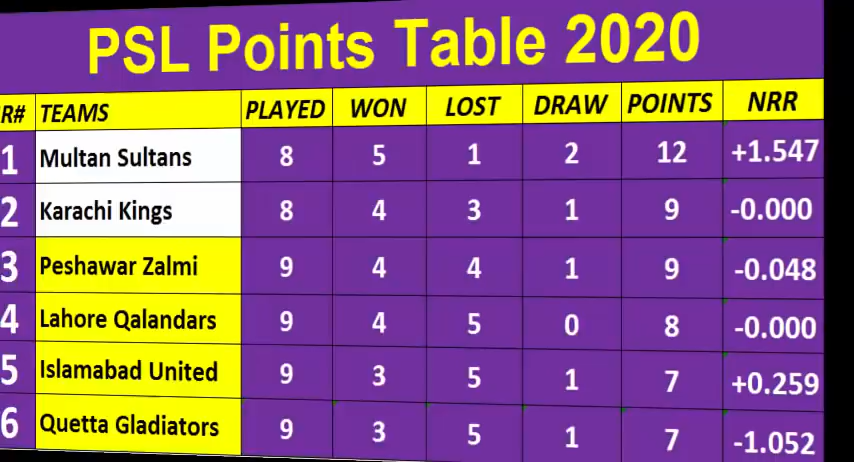 PSL Points Table 2020
R# TEAMS PLAYED WON LOST DRAW POINTS NRR
1 Multan Sultans 8 5 1 2 12 +1.547
2 Karachi Kings 8 4 3 1 9 -0.000
3 Peshawar Zalmi 9 4 4 1 9 -0.048
4 Lahore Qalandars 9 4 5 0 8 -0.000
5 Islamabad United 9 3 5 1 7 +0.259
6 Quetta Gladiators 9 3 5 1 7 -1.052